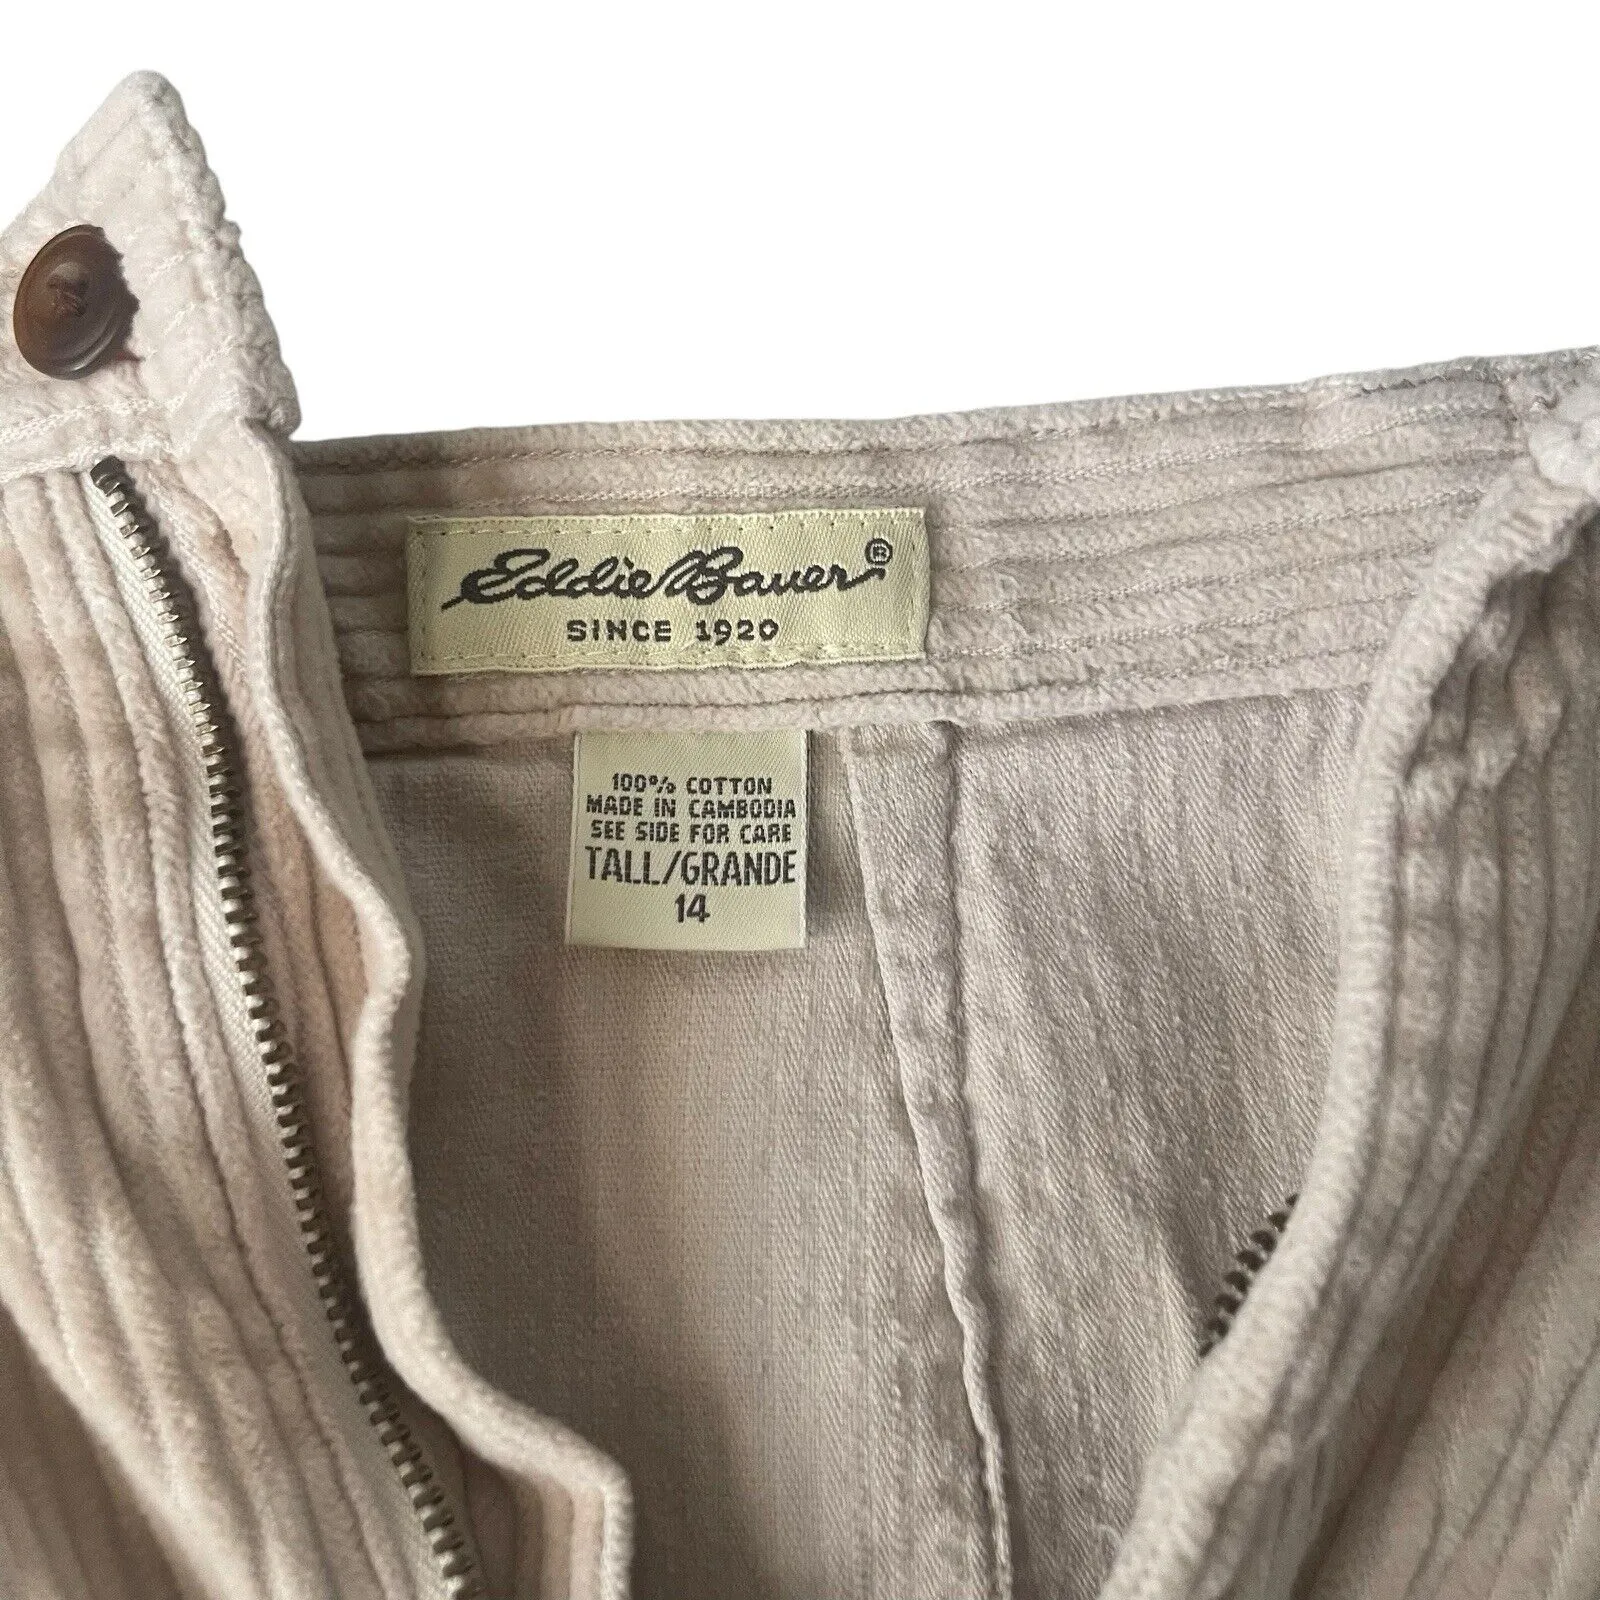 Eddie Bauer®
SINCE 1920
100% COTTON
MADE IN CAMBODIA
SEE SIDE FOR CARE
TALL/GRANDE
14